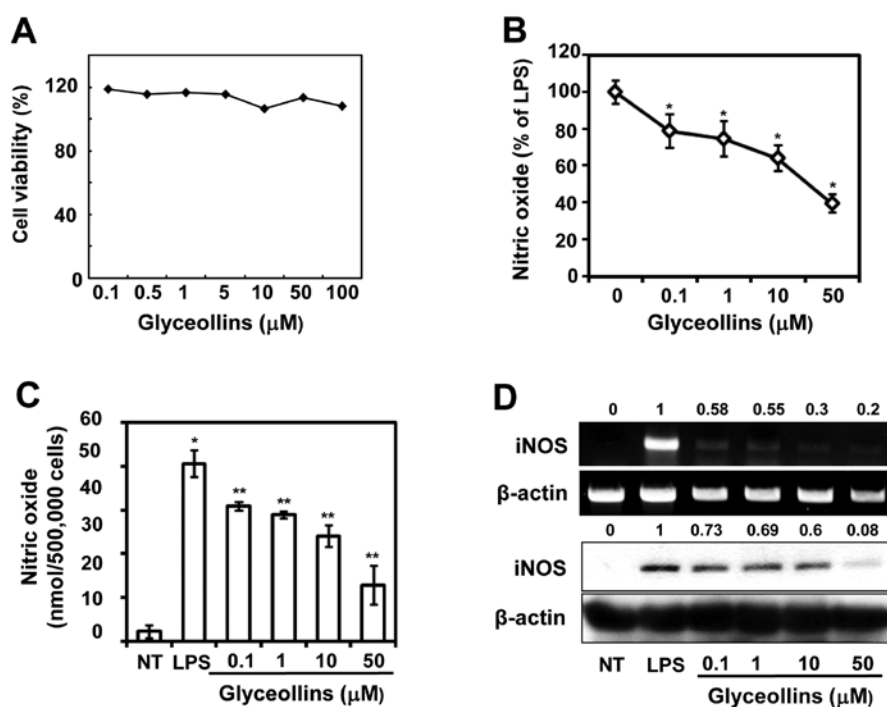 A
Cell viability (%)
120
80
40
0
0.1 0.5 1 5 10 50 100
Glyceollins (μM)
B
Nitric oxide (% of LPS)
120
100
80
60
40
20
0
* * * *
0 0.1 1 10 50
Glyceollins (μM)
C
Nitric oxide
(nmol/500,000 cells)
60
50
40
30
20
10
0
* ** ** ** **
NT LPS 0.1 1 10 50
Glyceollins (μM)
D
0 1 0.58 0.55 0.3 0.2
iNOS
β-actin
0 1 0.73 0.69 0.6 0.08
iNOS
β-actin
NT LPS 0.1 1 10 50
Glyceollins (μM)